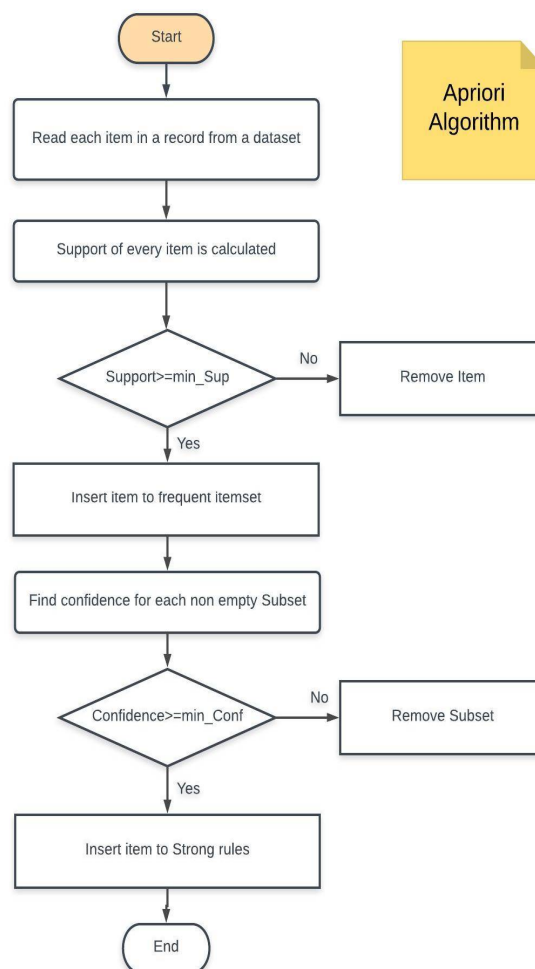 Start
Apriori
Algorithm
Read each item in a record from a dataset
Support of every item is calculated
Support>=min_Sup
No
Remove Item
Yes
Insert item to frequent itemset
Find confidence for each non empty Subset
Confidence>=min_Conf
No
Remove Subset
Yes
Insert item to Strong rules
End